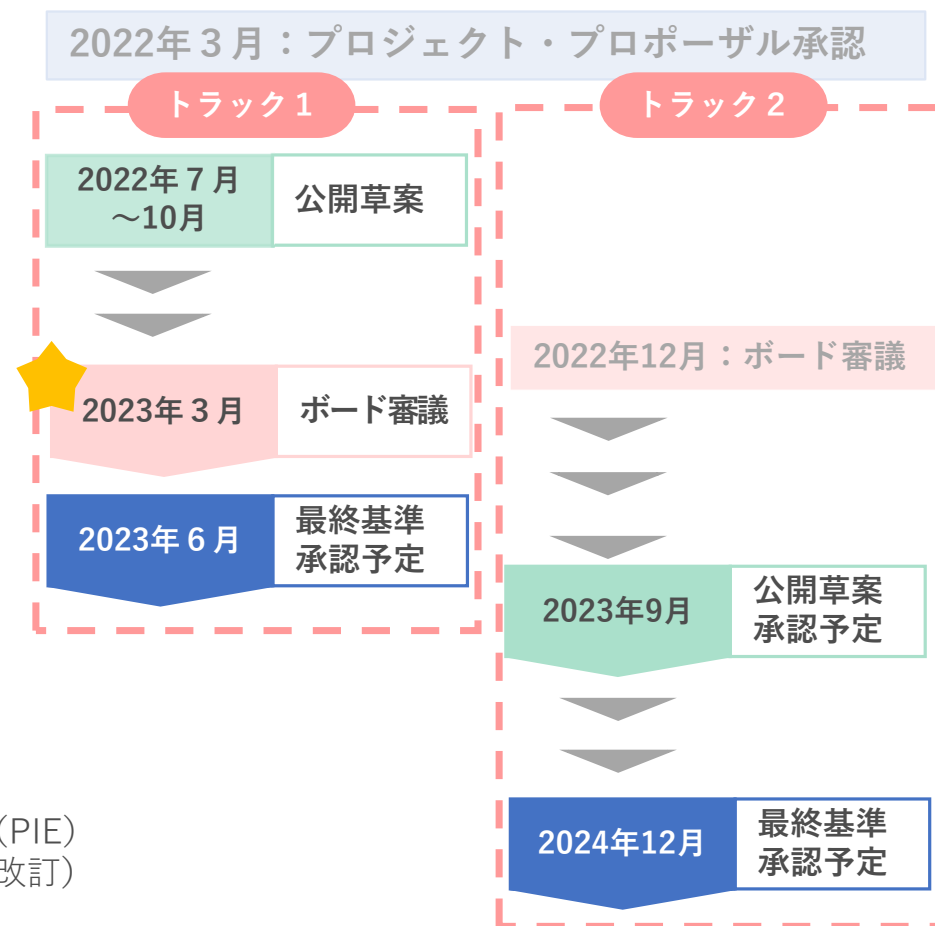 2022年３月：プロジェクト・プロポーザル承認
トラック１
2022年７月
～10月
公開草案
2023年３月
ボード審議
2023年６月
最終基準
承認予定
トラック２
2022年12月：ボード審議
2023年9月
公開草案
承認予定
2024年12月
最終基準
承認予定
（PIE）
改訂）